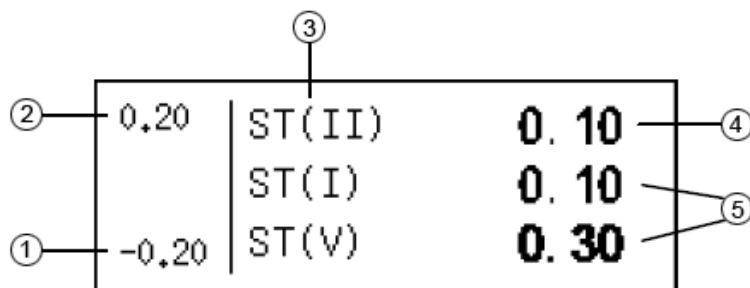 ③
② 0.20 ST(II) 0. 10 ④
ST(I) 0. 10 ⑤
① -0.20 ST(V) 0. 30